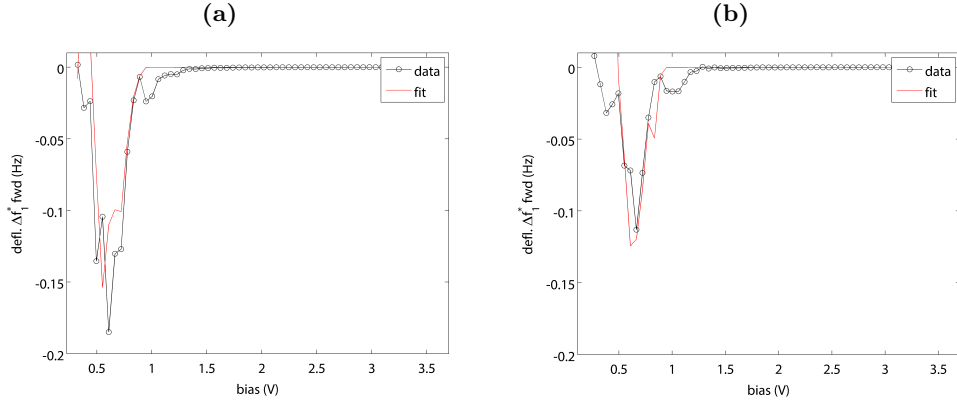 (a)
(b)
0
-0.05
-0.1
-0.15
-0.2
defl. Δf₁* fwd (Hz)
0.5 1 1.5 2 2.5 3 3.5
bias (V)
data
fit
0
-0.05
-0.1
-0.15
-0.2
defl. Δf₁* fwd (Hz)
0.5 1 1.5 2 2.5 3 3.5
bias (V)
data
fit